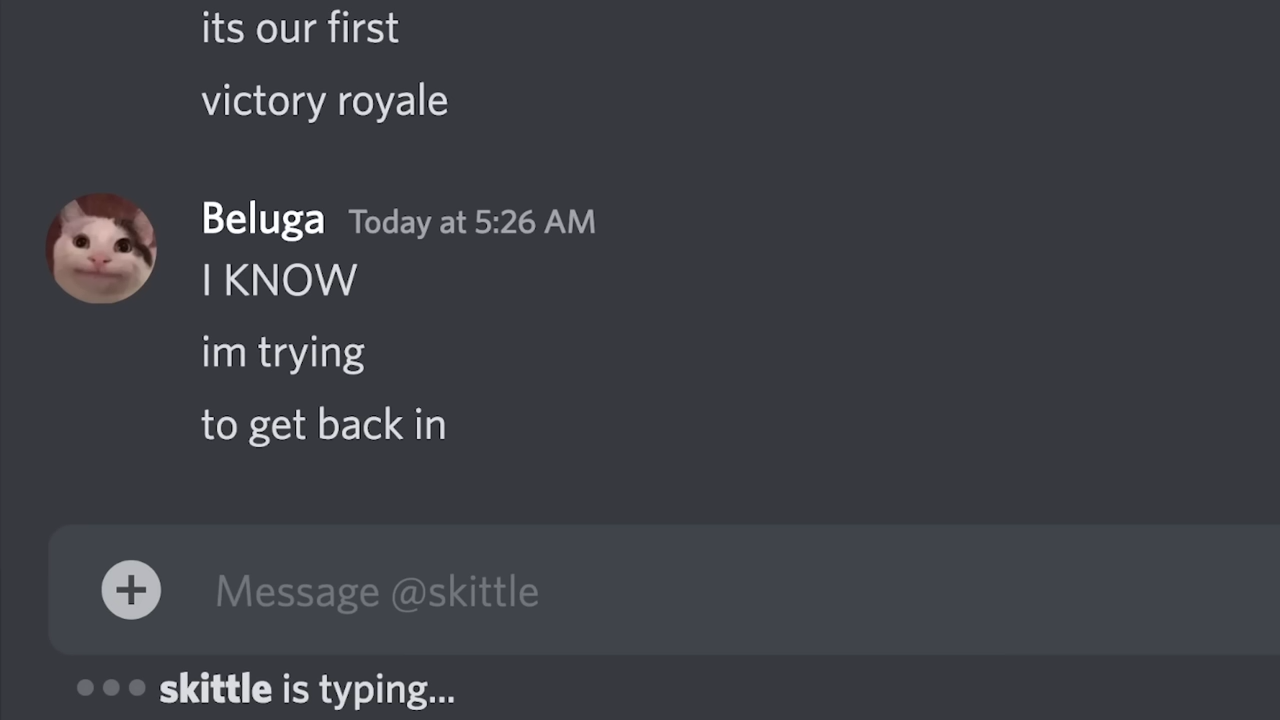 its our first
victory royale
Beluga Today at 5:26 AM
I KNOW
im trying
to get back in
Message @skittle
skittle is typing...